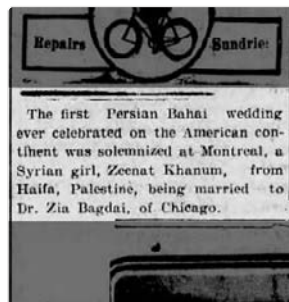 Repairs Sundries
The first Persian Bahai wedding
ever celebrated on the American con-
tinent was solemnized at Montreal, a
Syrian girl, Zeenat Khanum, from
Haifa, Palestine, being married to
Dr. Zia Bagdai, of Chicago.